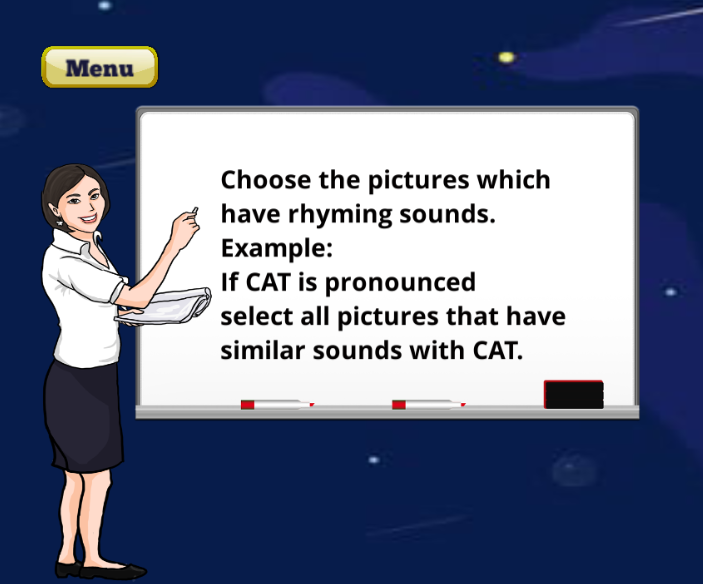 Menu
Choose the pictures which
have rhyming sounds.
Example:
If CAT is pronounced
select all pictures that have
similar sounds with CAT.